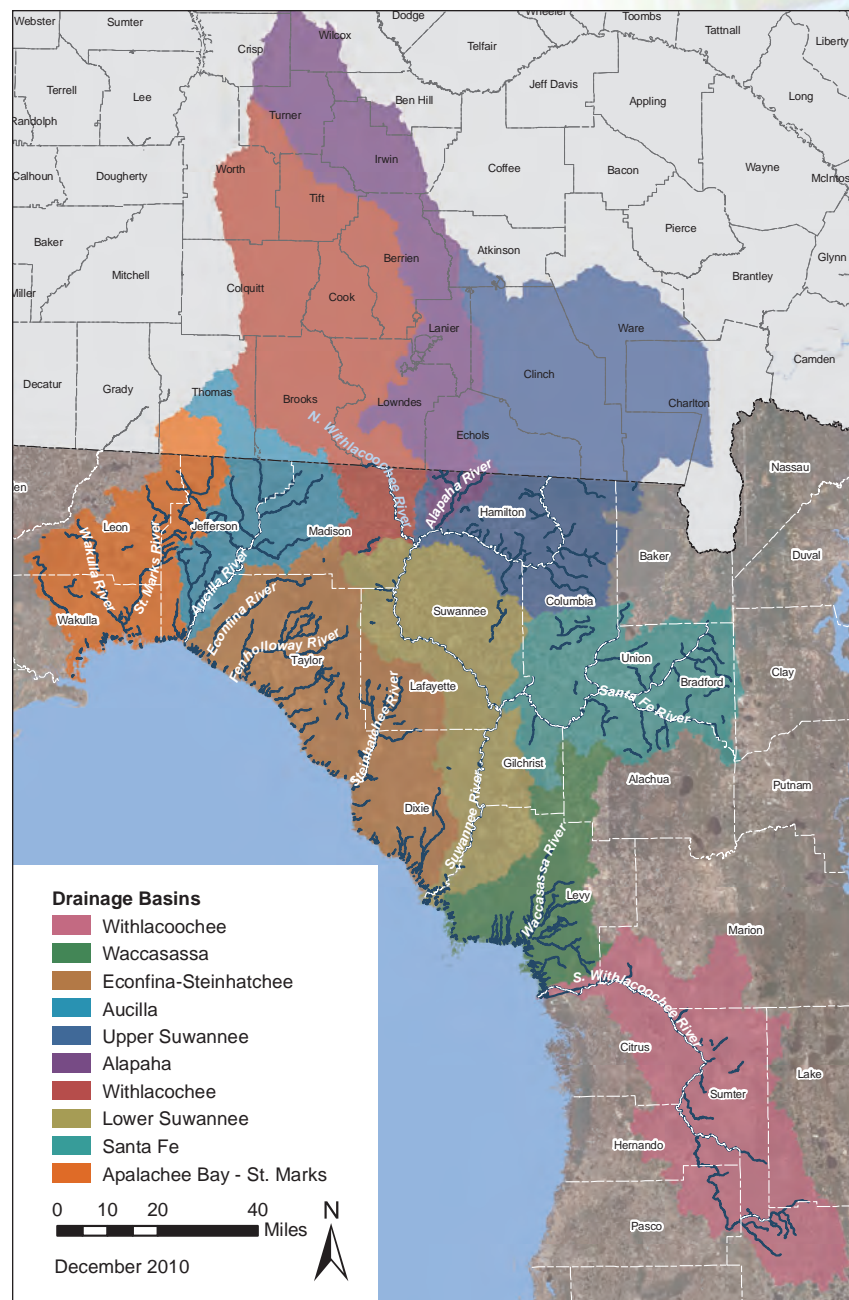 Webster
Sumter
Dodge
Wheeler
Toombs
Tattnall
Wilcox
Crisp
Telfair
Liberty
Terrell
Lee
Jeff Davis
Ben Hill
Appling
Long
Randolph
Turner
Irwin
Coffee
Bacon
Wayne
Calhoun
Dougherty
Worth
McIntos
Tift
Pierce
Baker
Berrien
Atkinson
Glynn
Mitchell
Brantley
Miller
Colquitt
Cook
Ware
Lanier
Camden
Decatur
Grady
Thomas
Brooks
Lowndes
Clinch
Charlton
Echols
N. Withlacoochee River
Nassau
en
Alapaha River
Leon
Jefferson
Madison
Hamilton
Baker
Duval
Wakulla River
St. Marks River
Aucilla River
Wakulla
Econfina River
Suwannee
Columbia
Fenholloway River
Taylor
Union
Bradford
Clay
Lafayette
Santa Fe River
Steinhatchee River
Gilchrist
Alachua
Putnam
Dixie
Suwannee River
Waccasassa River
Levy
Marion
S. Withlacoochee River
Citrus
Lake
Sumter
Hernando
Pasco
Drainage Basins
Withlacoochee
Waccasassa
Econfina-Steinhatchee
Aucilla
Upper Suwannee
Alapaha
Withlacochee
Lower Suwannee
Santa Fe
Apalachee Bay - St. Marks
0 10 20 40
Miles
N
December 2010